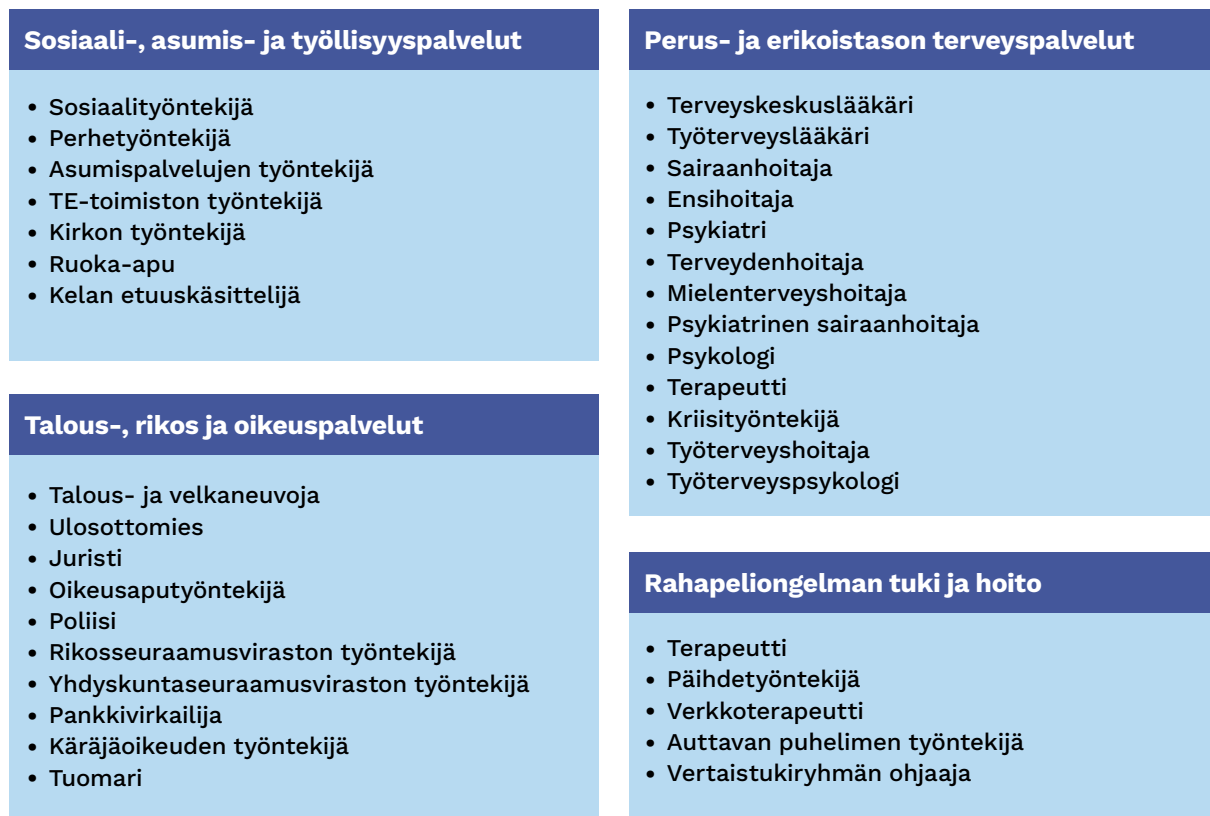 Sosiaali-, asumis- ja työllisyyspalvelut
• Sosiaalityöntekijä
• Perhetyöntekijä
• Asumispalvelujen työntekijä
• TE-toimiston työntekijä
• Kirkon työntekijä
• Ruoka-apu
• Kelan etuuskäsittelijä
Talous-, rikos ja oikeuspalvelut
• Talous- ja velkaneuvoja
• Ulosottomies
• Juristi
• Oikeusaputyöntekijä
• Poliisi
• Rikosseuraamusviraston työntekijä
• Yhdyskuntaseuraamusviraston työntekijä
• Pankkivirkailija
• Käräjäoikeuden työntekijä
• Tuomari
Perus- ja erikoistason terveyspalvelut
• Terveyskeskuslääkäri
• Työterveyslääkäri
• Sairaanhoitaja
• Ensihoitaja
• Psykiatri
• Terveydenhoitaja
• Mielenterveyshoitaja
• Psykiatrinen sairaanhoitaja
• Psykologi
• Terapeutti
• Kriisityöntekijä
• Työterveyshoitaja
• Työterveyspsykologi
Rahapeliongelman tuki ja hoito
• Terapeutti
• Päihdetyöntekijä
• Verkkoterapeutti
• Auttavan puhelimen työntekijä
• Vertaistukiryhmän ohjaaja